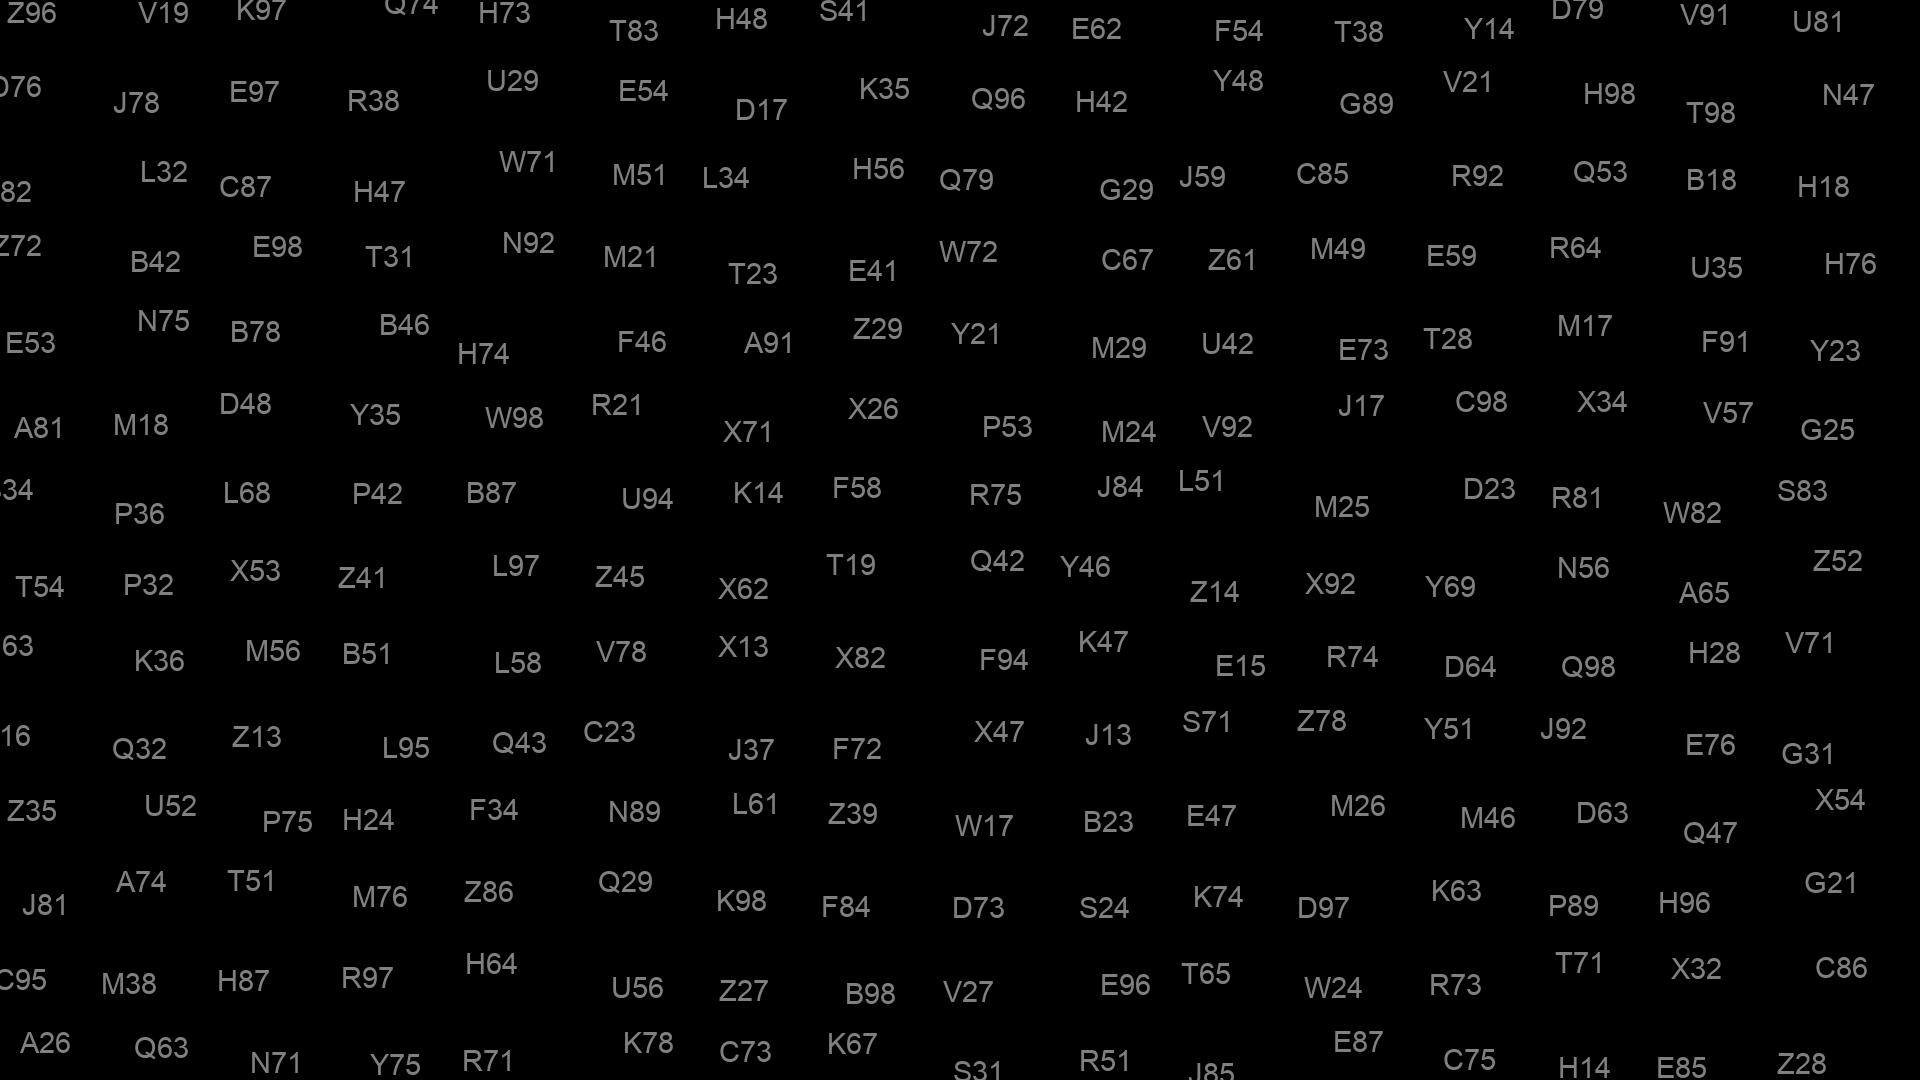 Z96 V19 K97 Q74 H73 T83 H48 S41 J72 E62 F54 T38 Y14 D79 V91 U81
D76 J78 E97 R38 U29 E54 D17 K35 Q96 H42 Y48 G89 V21 H98 T98 N47
82 L32 C87 H47 W71 M51 L34 H56 Q79 G29 J59 C85 R92 Q53 B18 H18
Z72 B42 E98 T31 N92 M21 T23 E41 W72 C67 Z61 M49 E59 R64 U35 H76
E53 N75 B78 B46 H74 F46 A91 Z29 Y21 M29 U42 E73 T28 M17 F91 Y23
A81 M18 D48 Y35 W98 R21 X71 X26 P53 M24 V92 J17 C98 X34 V57 G25
34 P36 L68 P42 B87 U94 K14 F58 R75 J84 L51 M25 D23 R81 W82 S83
T54 P32 X53 Z41 L97 Z45 X62 T19 Q42 Y46 Z14 X92 Y69 N56 A65 Z52
63 K36 M56 B51 L58 V78 X13 X82 F94 K47 E15 R74 D64 Q98 H28 V71
16 Q32 Z13 L95 Q43 C23 J37 F72 X47 J13 S71 Z78 Y51 J92 E76 G31
Z35 U52 P75 H24 F34 N89 L61 Z39 W17 B23 E47 M26 M46 D63 Q47 X54
J81 A74 T51 M76 Z86 Q29 K98 F84 D73 S24 K74 D97 K63 P89 H96 G21
C95 M38 H87 R97 H64 U56 Z27 B98 V27 E96 T65 W24 R73 T71 X32 C86
A26 Q63 N71 Y75 R71 K78 C73 K67 S31 R51 J85 E87 C75 H14 E85 Z28